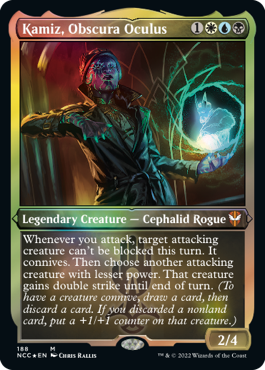 Kamiz, Obscura Oculus 1
Legendary Creature — Cephalid Rogue
Whenever you attack, target attacking
creature can't be blocked this turn. It
connives. Then choose another attacking
creature with lesser power. That creature
gains double strike until end of turn. (To
have a creature connive, draw a card, then
discard a card. If you discarded a nonland
card, put a +1/+1 counter on that creature.)
2/4
188 M
NCC★EN Chris Rallis
™ & © 2022 Wizards of the Coast